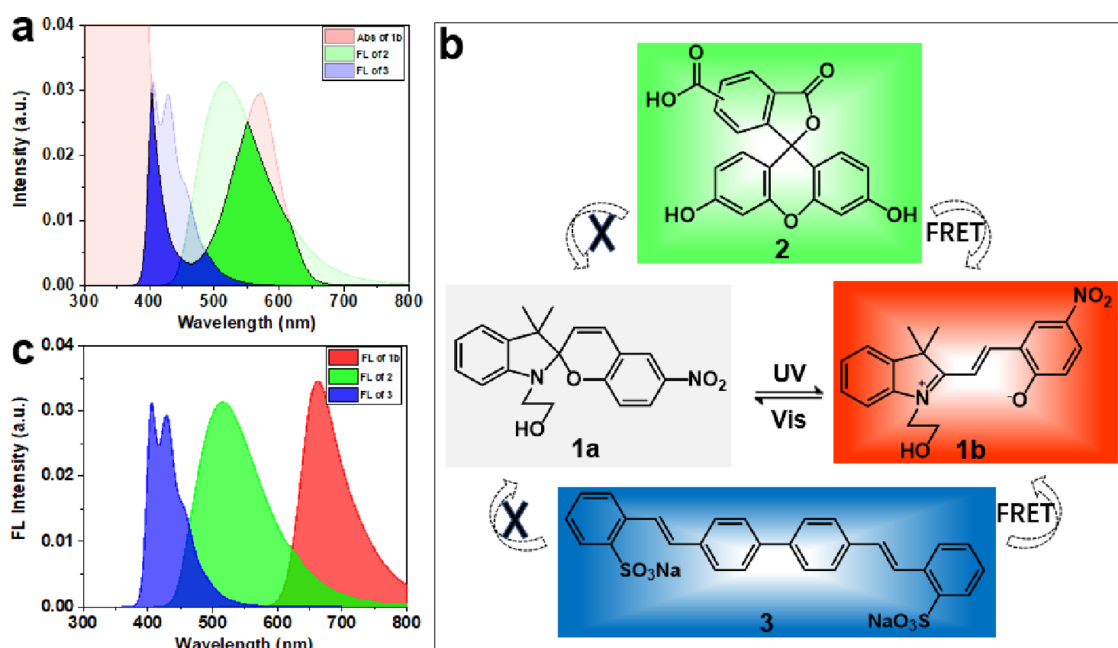 a
0.04
0.03
0.02
0.01
0.00
Intensity (a.u.)
Abs of 1b
FL of 2
FL of 3
300
400
500
600
700
800
Wavelength (nm)
c
0.04
0.03
0.02
0.01
0.00
FL Intensity (a.u.)
FL of 1b
FL of 2
FL of 3
300
400
500
600
700
800
Wavelength (nm)
b
O
HO
O
O
HO
O
OH
2
X
FRET
N
O
NO₂
HO
1a
UV
Vis
NO₂
N⁺
⁻O
HO
1b
X
FRET
SO₃Na
NaO₃S
3